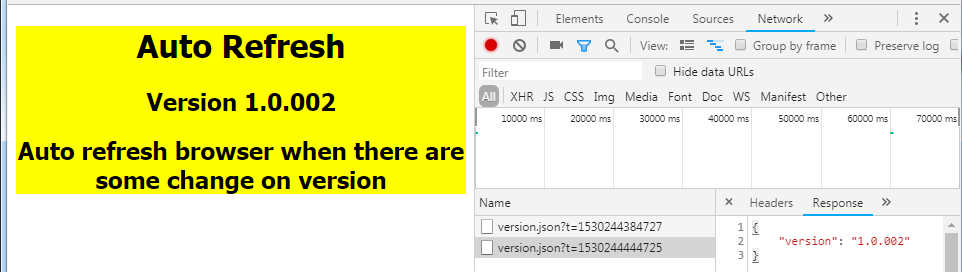 Auto Refresh
Version 1.0.002
Auto refresh browser when there are
some change on version
Elements Console Sources Network »
View: Group by frame Preserve log
Filter Hide data URLs
All XHR JS CSS Img Media Font Doc WS Manifest Other
10000 ms 20000 ms 30000 ms 40000 ms 50000 ms 60000 ms 70000 ms
Name
version.json?t=1530244384727
version.json?t=1530244444725
× Headers Response »
1 {
2 "version": "1.0.002"
3 }